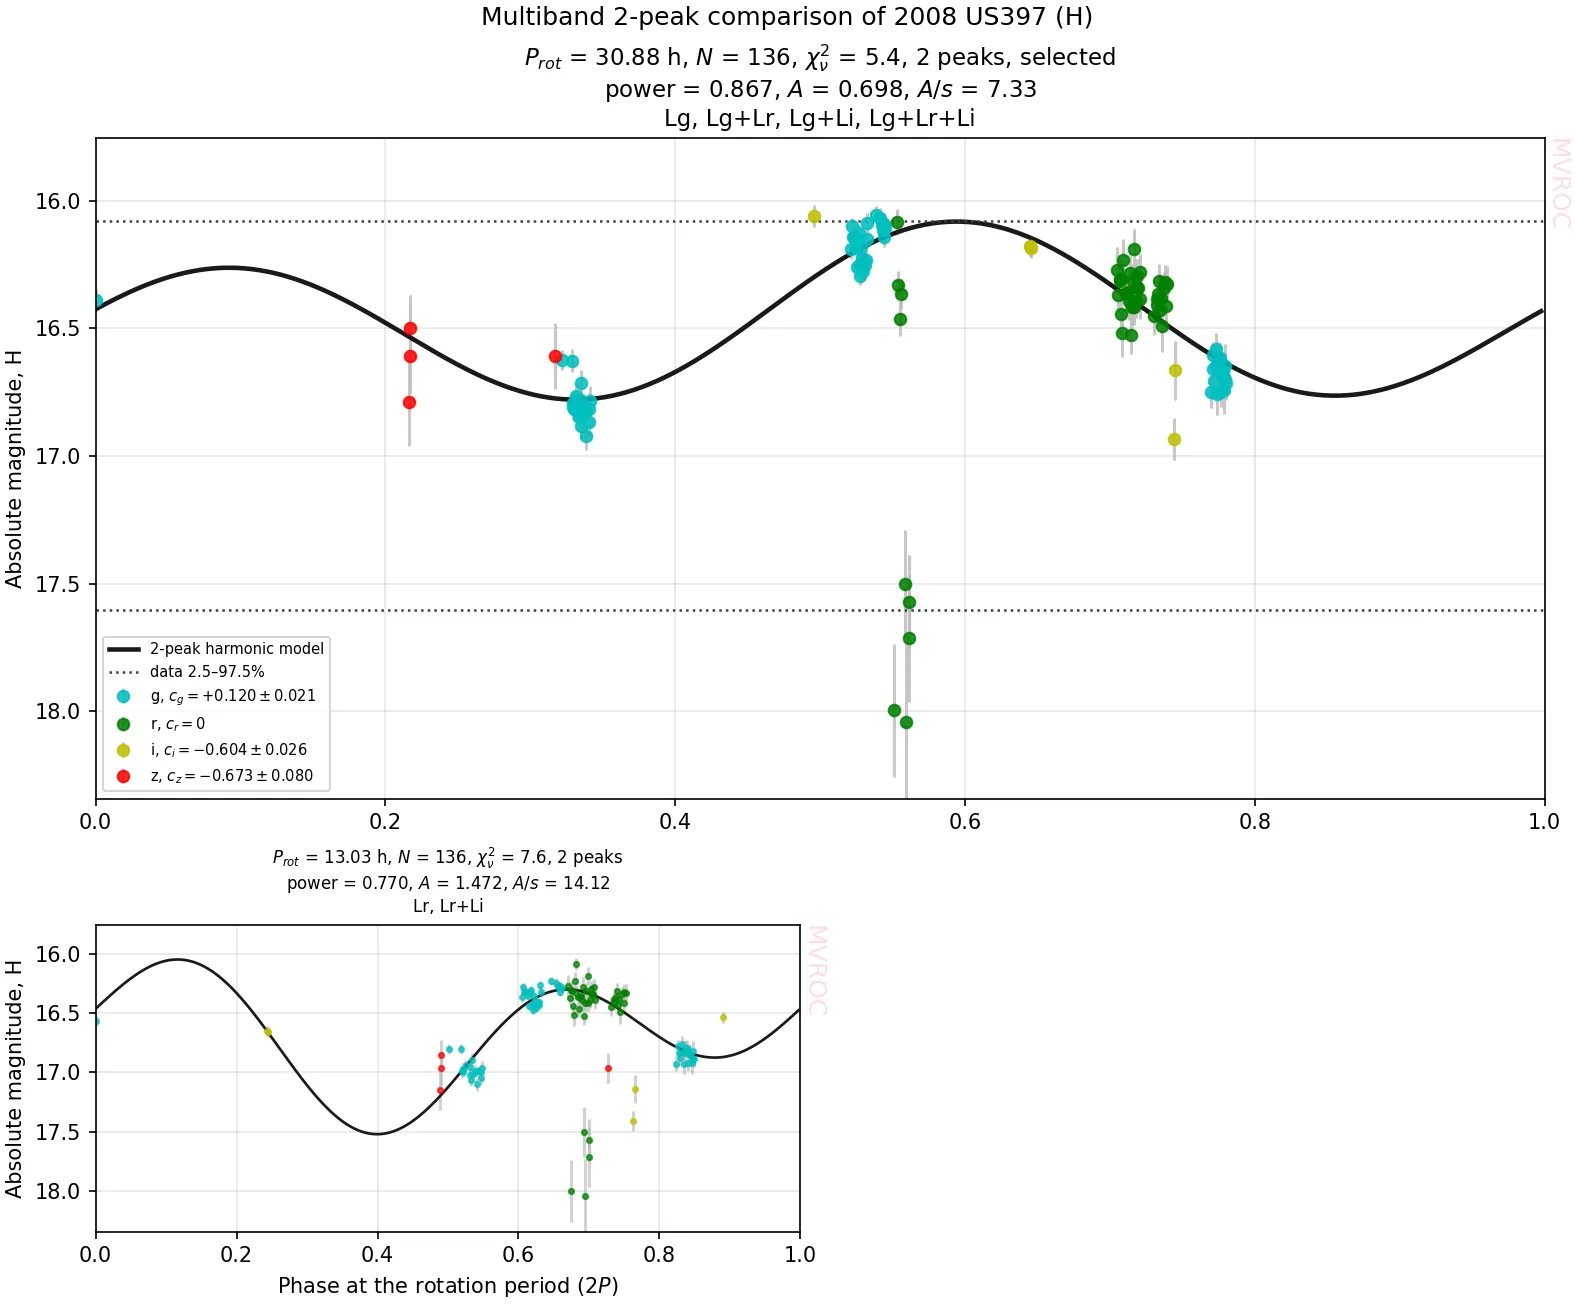 Multiband 2-peak comparison of 2008 US397 (H)
P_rot = 30.88 h, N = 136, χ²_ν = 5.4, 2 peaks, selected
power = 0.867, A = 0.698, A/s = 7.33
Lg, Lg+Lr, Lg+Li, Lg+Lr+Li
MVROC
Absolute magnitude, H
16.0
16.5
17.0
17.5
18.0
2-peak harmonic model
data 2.5–97.5%
g, c_g = +0.120 ± 0.021
r, c_r = 0
i, c_i = −0.604 ± 0.026
z, c_z = −0.673 ± 0.080
0.0 0.2 0.4 0.6 0.8 1.0
P_rot = 13.03 h, N = 136, χ²_ν = 7.6, 2 peaks
power = 0.770, A = 1.472, A/s = 14.12
Lr, Lr+Li
MVROC
Absolute magnitude, H
16.0
16.5
17.0
17.5
18.0
0.0 0.2 0.4 0.6 0.8 1.0
Phase at the rotation period (2P)